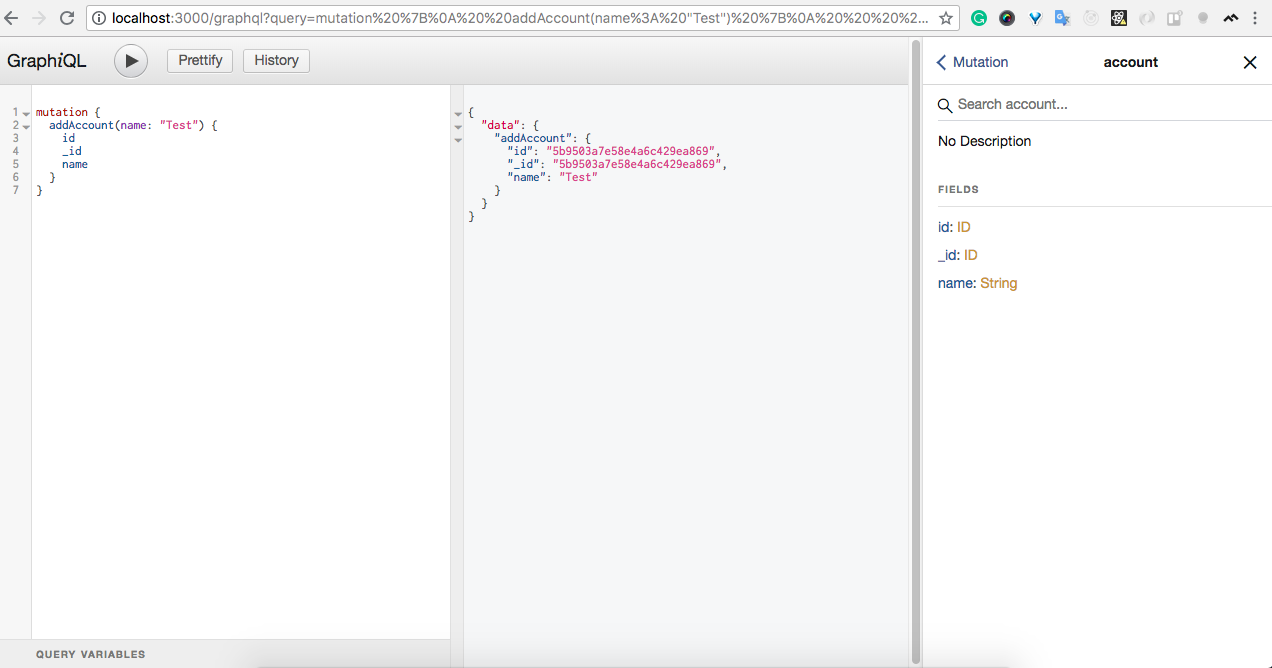 localhost:3000/graphql?query=mutation%20%7B%0A%20%20addAccount(name%3A%20"Test")%20%7B%0A%20%20%20%2...
GraphiQL
Prettify
History
1 mutation {
2 addAccount(name: "Test") {
3 id
4 _id
5 name
6 }
7 }
QUERY VARIABLES
{
"data": {
"addAccount": {
"id": "5b9503a7e58e4a6c429ea869",
"_id": "5b9503a7e58e4a6c429ea869",
"name": "Test"
}
}
}
Mutation
account
Search account...
No Description
FIELDS
id: ID
_id: ID
name: String